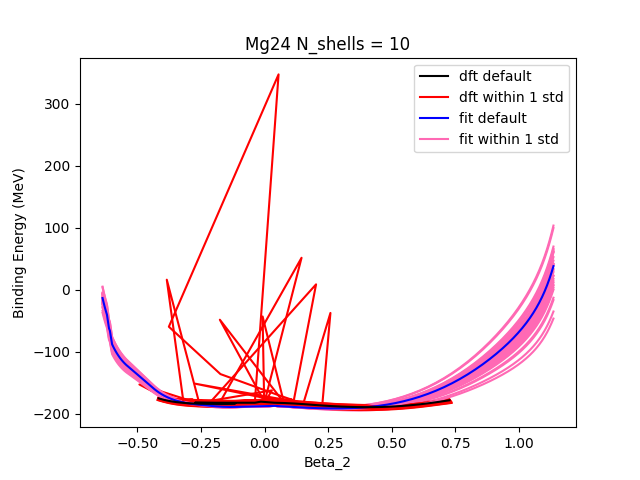 Mg24 N_shells = 10
dft default
dft within 1 std
fit default
fit within 1 std
Binding Energy (MeV)
300
200
100
0
−100
−200
−0.50
−0.25
0.00
0.25
0.50
0.75
1.00
Beta_2